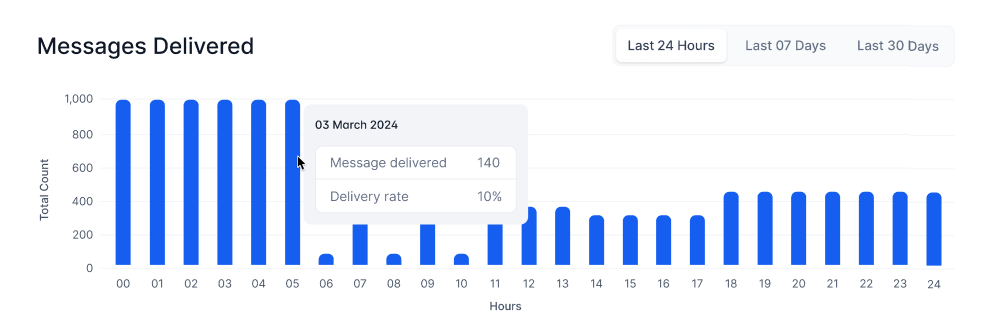 Messages Delivered
Last 24 Hours Last 07 Days Last 30 Days
1,000
03 March 2024
800
Message delivered 140
600
Delivery rate 10%
400
200
0
Total Count
00 01 02 03 04 05 06 07 08 09 10 11 12 13 14 15 16 17 18 19 20 21 22 23 24
Hours